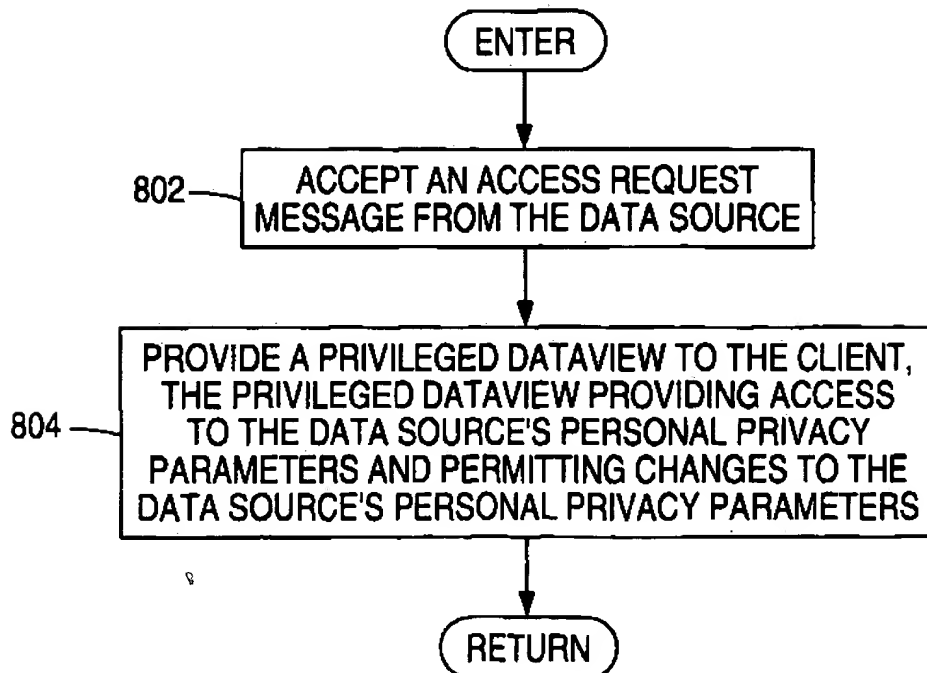 ENTER
802
ACCEPT AN ACCESS REQUEST
MESSAGE FROM THE DATA SOURCE
804
PROVIDE A PRIVILEGED DATAVIEW TO THE CLIENT,
THE PRIVILEGED DATAVIEW PROVIDING ACCESS
TO THE DATA SOURCE'S PERSONAL PRIVACY
PARAMETERS AND PERMITTING CHANGES TO THE
DATA SOURCE'S PERSONAL PRIVACY PARAMETERS
RETURN